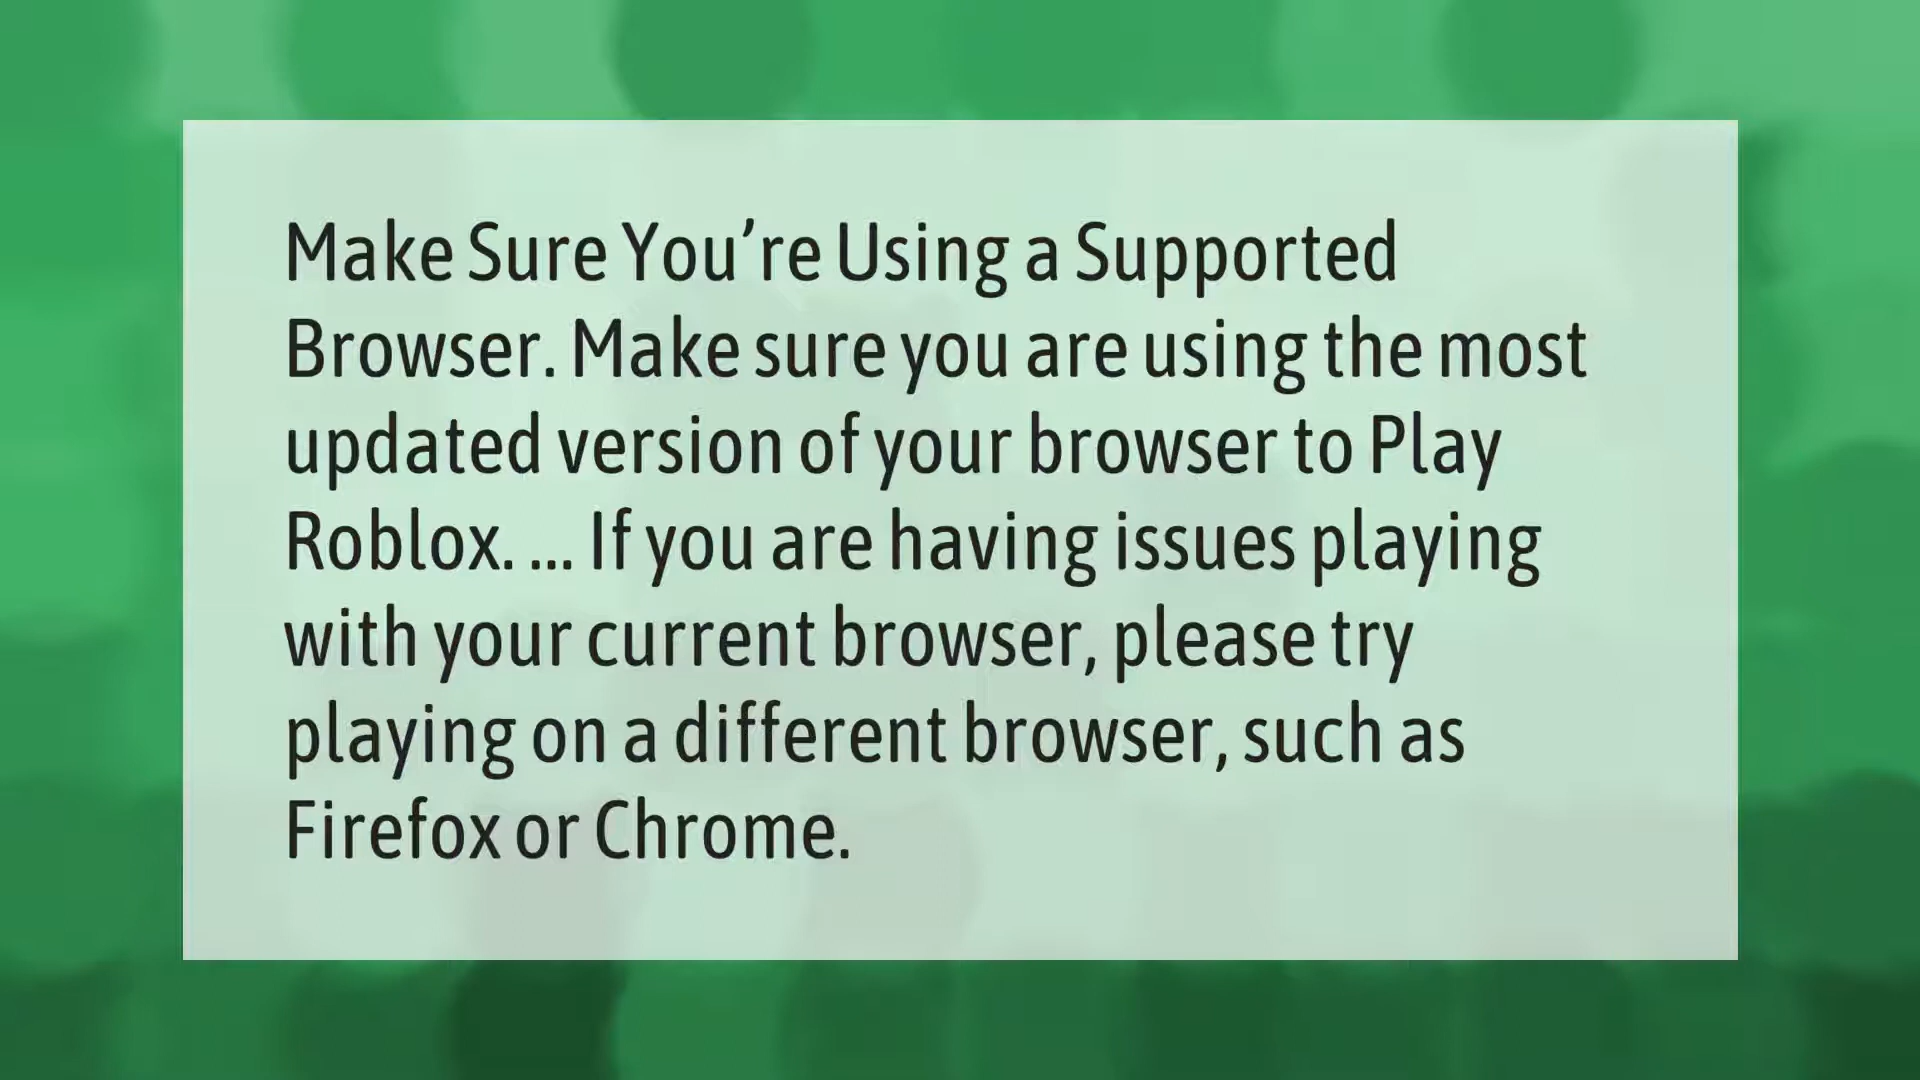 Make Sure You’re Using a Supported
Browser. Make sure you are using the most
updated version of your browser to Play
Roblox. ... If you are having issues playing
with your current browser, please try
playing on a different browser, such as
Firefox or Chrome.